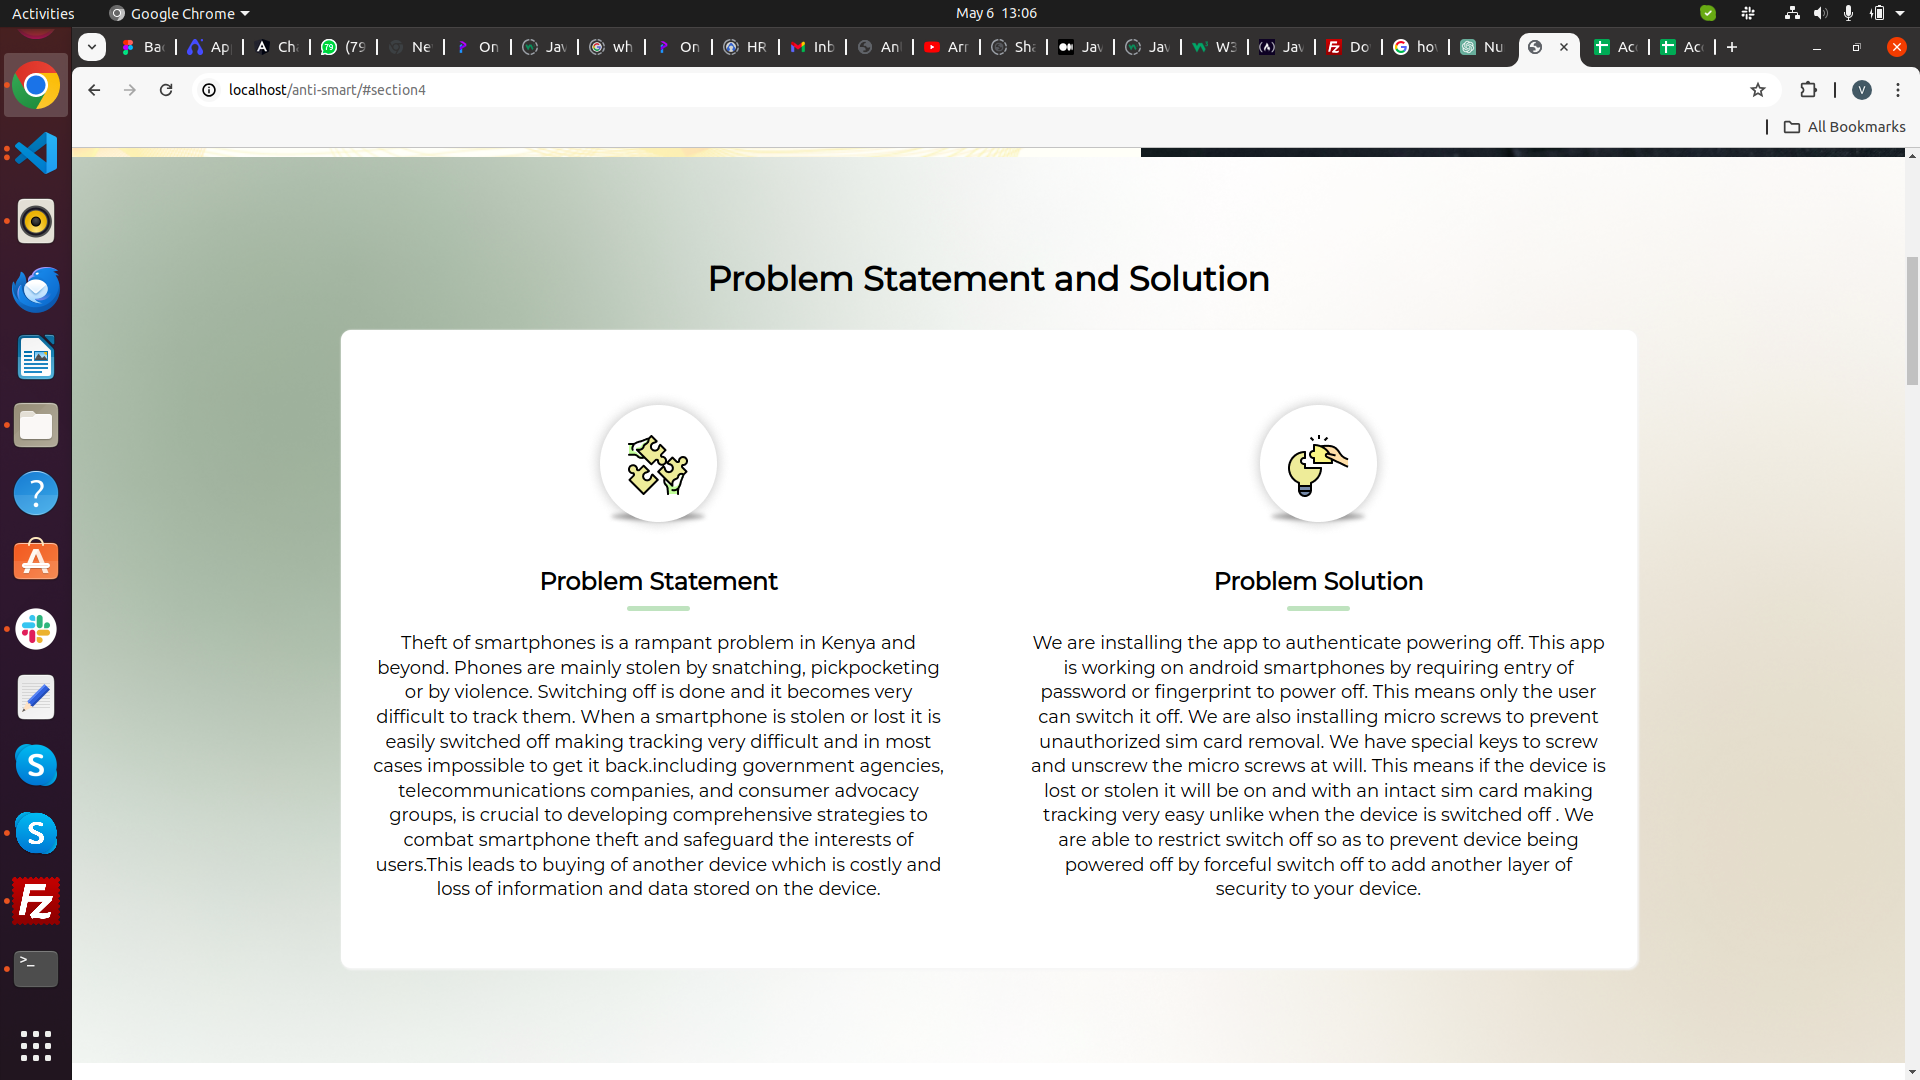 Activities
Google Chrome
May 6 13:06
Bac
Ap
Cha
(79
Ne
On
Jav
wh
On
HR
Inb
Ant
Arr
Sha
Jav
Jav
W3
Jav
Do
hov
Nu
Acc
Acc
localhost/anti-smart/#section4
V
All Bookmarks
Problem Statement and Solution
Problem Statement
Theft of smartphones is a rampant problem in Kenya and
beyond. Phones are mainly stolen by snatching, pickpocketing
or by violence. Switching off is done and it becomes very
difficult to track them. When a smartphone is stolen or lost it is
easily switched off making tracking very difficult and in most
cases impossible to get it back.including government agencies,
telecommunications companies, and consumer advocacy
groups, is crucial to developing comprehensive strategies to
combat smartphone theft and safeguard the interests of
users.This leads to buying of another device which is costly and
loss of information and data stored on the device.
Problem Solution
We are installing the app to authenticate powering off. This app
is working on android smartphones by requiring entry of
password or fingerprint to power off. This means only the user
can switch it off. We are also installing micro screws to prevent
unauthorized sim card removal. We have special keys to screw
and unscrew the micro screws at will. This means if the device is
lost or stolen it will be on and with an intact sim card making
tracking very easy unlike when the device is switched off . We
are able to restrict switch off so as to prevent device being
powered off by forceful switch off to add another layer of
security to your device.